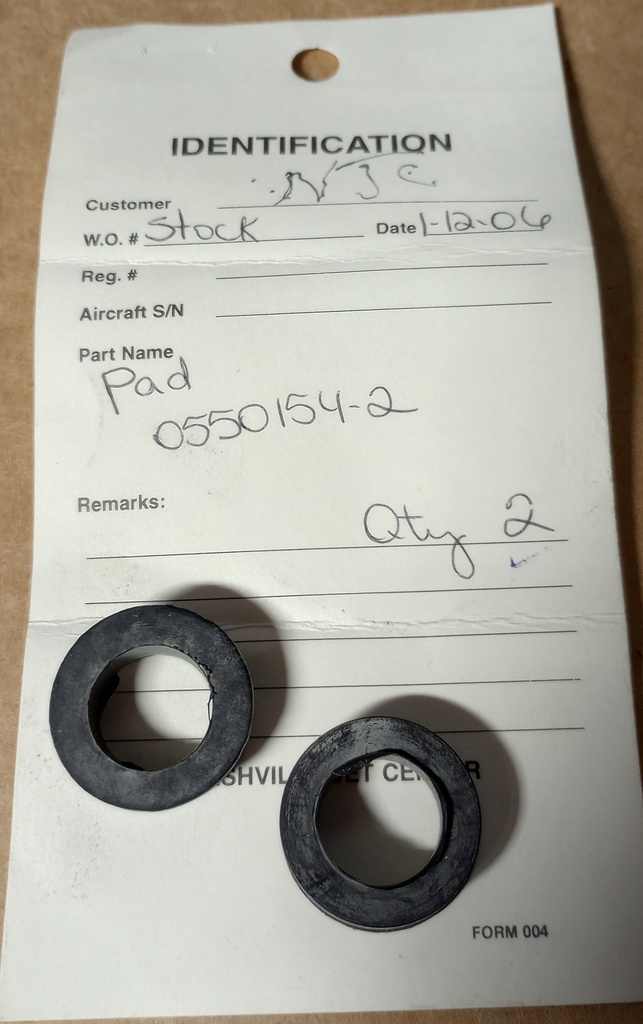 IDENTIFICATION
Customer NJC
W.O. # Stock Date 1-12-06
Reg. #
Aircraft S/N
Part Name
Pad
0550154-2
Remarks:
Qty 2
FORM 004